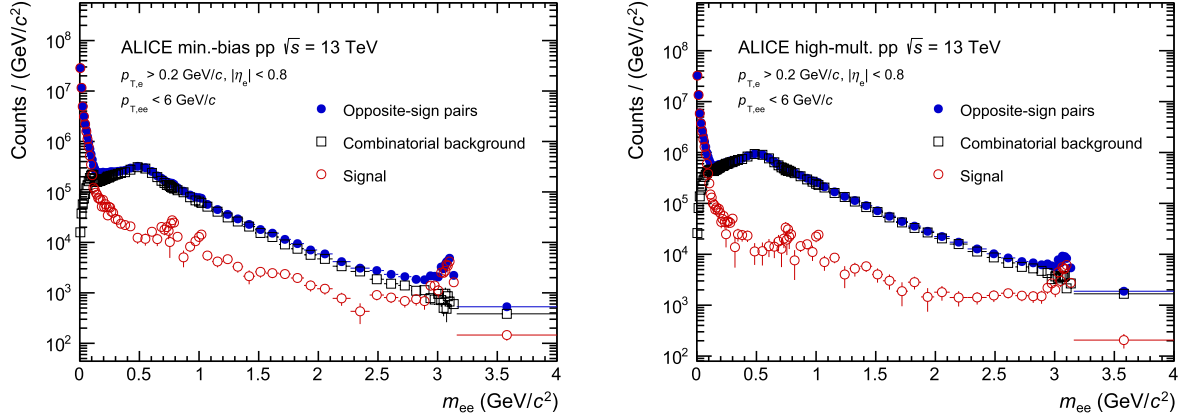 Counts / (GeV/c²)
10⁸
10⁷
10⁶
10⁵
10⁴
10³
10²
ALICE min.-bias pp √s = 13 TeV
p_T,e > 0.2 GeV/c, |η_e| < 0.8
p_T,ee < 6 GeV/c
Opposite-sign pairs
Combinatorial background
Signal
0 0.5 1 1.5 2 2.5 3 3.5 4
m_ee (GeV/c²)
Counts / (GeV/c²)
10⁸
10⁷
10⁶
10⁵
10⁴
10³
10²
ALICE high-mult. pp √s = 13 TeV
p_T,e > 0.2 GeV/c, |η_e| < 0.8
p_T,ee < 6 GeV/c
Opposite-sign pairs
Combinatorial background
Signal
0 0.5 1 1.5 2 2.5 3 3.5 4
m_ee (GeV/c²)